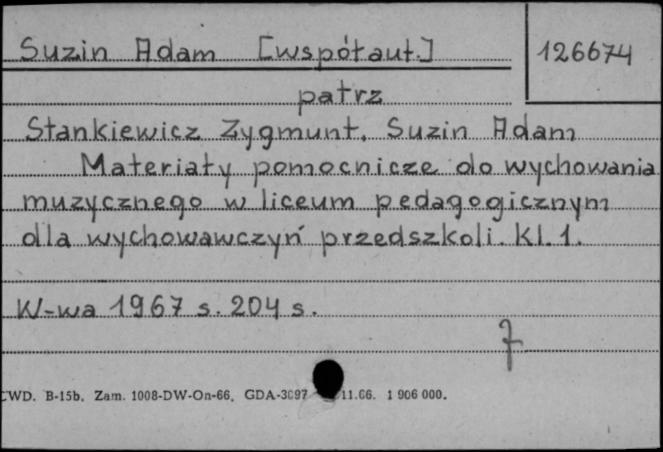 Suzin Adam [współaut.]
126674
patrz
Stankiewicz Zygmunt, Suzin Adam
Materiały pomocnicze do wychowania
muzycznego w liceum pedagogicznym
dla wychowawczyń przedszkoli. Kl. 1.
W-wa 1967 s. 204 s.
CWD. B-15b. Zam. 1008-DW-On-66. GDA-3097 11.66. 1 906 000.